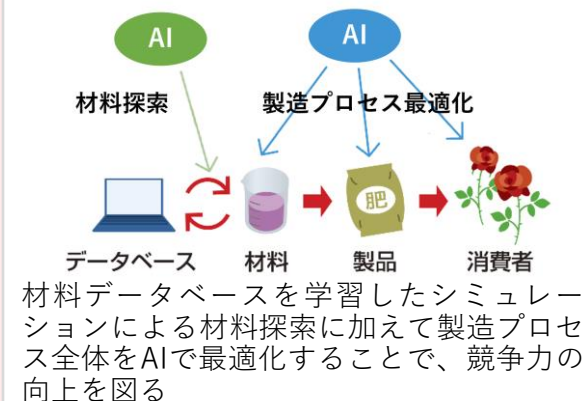 AI
AI
材料探索
製造プロセス最適化
肥
データベース
材料
製品
消費者
材料データベースを学習したシミュレー
ションによる材料探索に加えて製造プロセ
ス全体をAIで最適化することで、競争力の
向上を図る